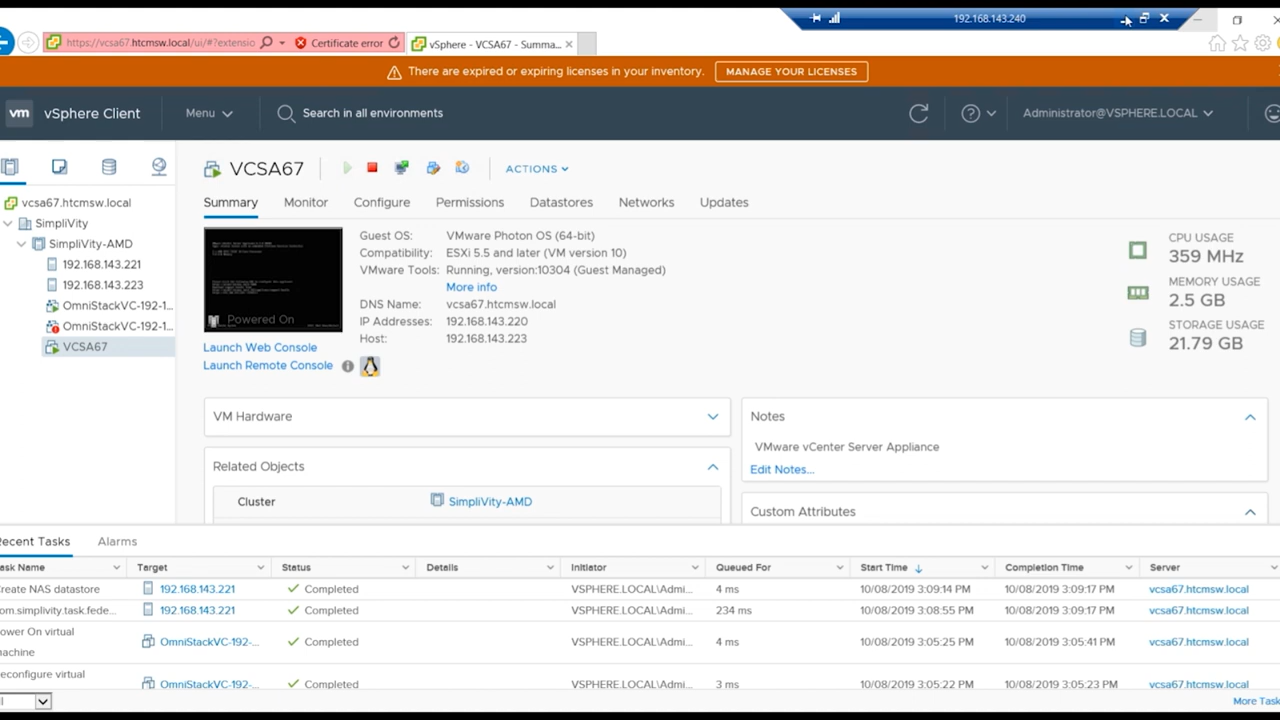 192.168.143.240
https://vcsa67.htcmsw.local/ui/#?extensio
Certificate error
vSphere - VCSA67 - Summa...
There are expired or expiring licenses in your inventory.
MANAGE YOUR LICENSES
vm
vSphere Client
Menu
Search in all environments
Administrator@VSPHERE.LOCAL
vcsa67.htcmsw.local
SimpliVity
SimpliVity-AMD
192.168.143.221
192.168.143.223
OmniStackVC-192-1...
OmniStackVC-192-1...
VCSA67
VCSA67
ACTIONS
Summary
Monitor
Configure
Permissions
Datastores
Networks
Updates
Powered On
Launch Web Console
Launch Remote Console
Guest OS: VMware Photon OS (64-bit)
Compatibility: ESXi 5.5 and later (VM version 10)
VMware Tools: Running, version:10304 (Guest Managed)
More info
DNS Name: vcsa67.htcmsw.local
IP Addresses: 192.168.143.220
Host: 192.168.143.223
CPU USAGE
359 MHz
MEMORY USAGE
2.5 GB
STORAGE USAGE
21.79 GB
VM Hardware
Related Objects
Cluster SimpliVity-AMD
Notes
VMware vCenter Server Appliance
Edit Notes...
Custom Attributes
Recent Tasks Alarms
ask Name Target Status Details Initiator Queued For Start Time Completion Time Server
Create NAS datastore 192.168.143.221 Completed VSPHERE.LOCAL\Admi... 4 ms 10/08/2019 3:09:14 PM 10/08/2019 3:09:17 PM vcsa67.htcmsw.local
om.simplivity.task.fede... 192.168.143.221 Completed VSPHERE.LOCAL\Admi... 234 ms 10/08/2019 3:08:55 PM 10/08/2019 3:09:17 PM vcsa67.htcmsw.local
ower On virtual
machine
OmniStackVC-192-... Completed VSPHERE.LOCAL\Admi... 4 ms 10/08/2019 3:05:25 PM 10/08/2019 3:05:41 PM vcsa67.htcmsw.local
econfigure virtual
OmniStackVC-192-... Completed VSPHERE.LOCAL\Admi... 3 ms 10/08/2019 3:05:22 PM 10/08/2019 3:05:23 PM vcsa67.htcmsw.local
More Task